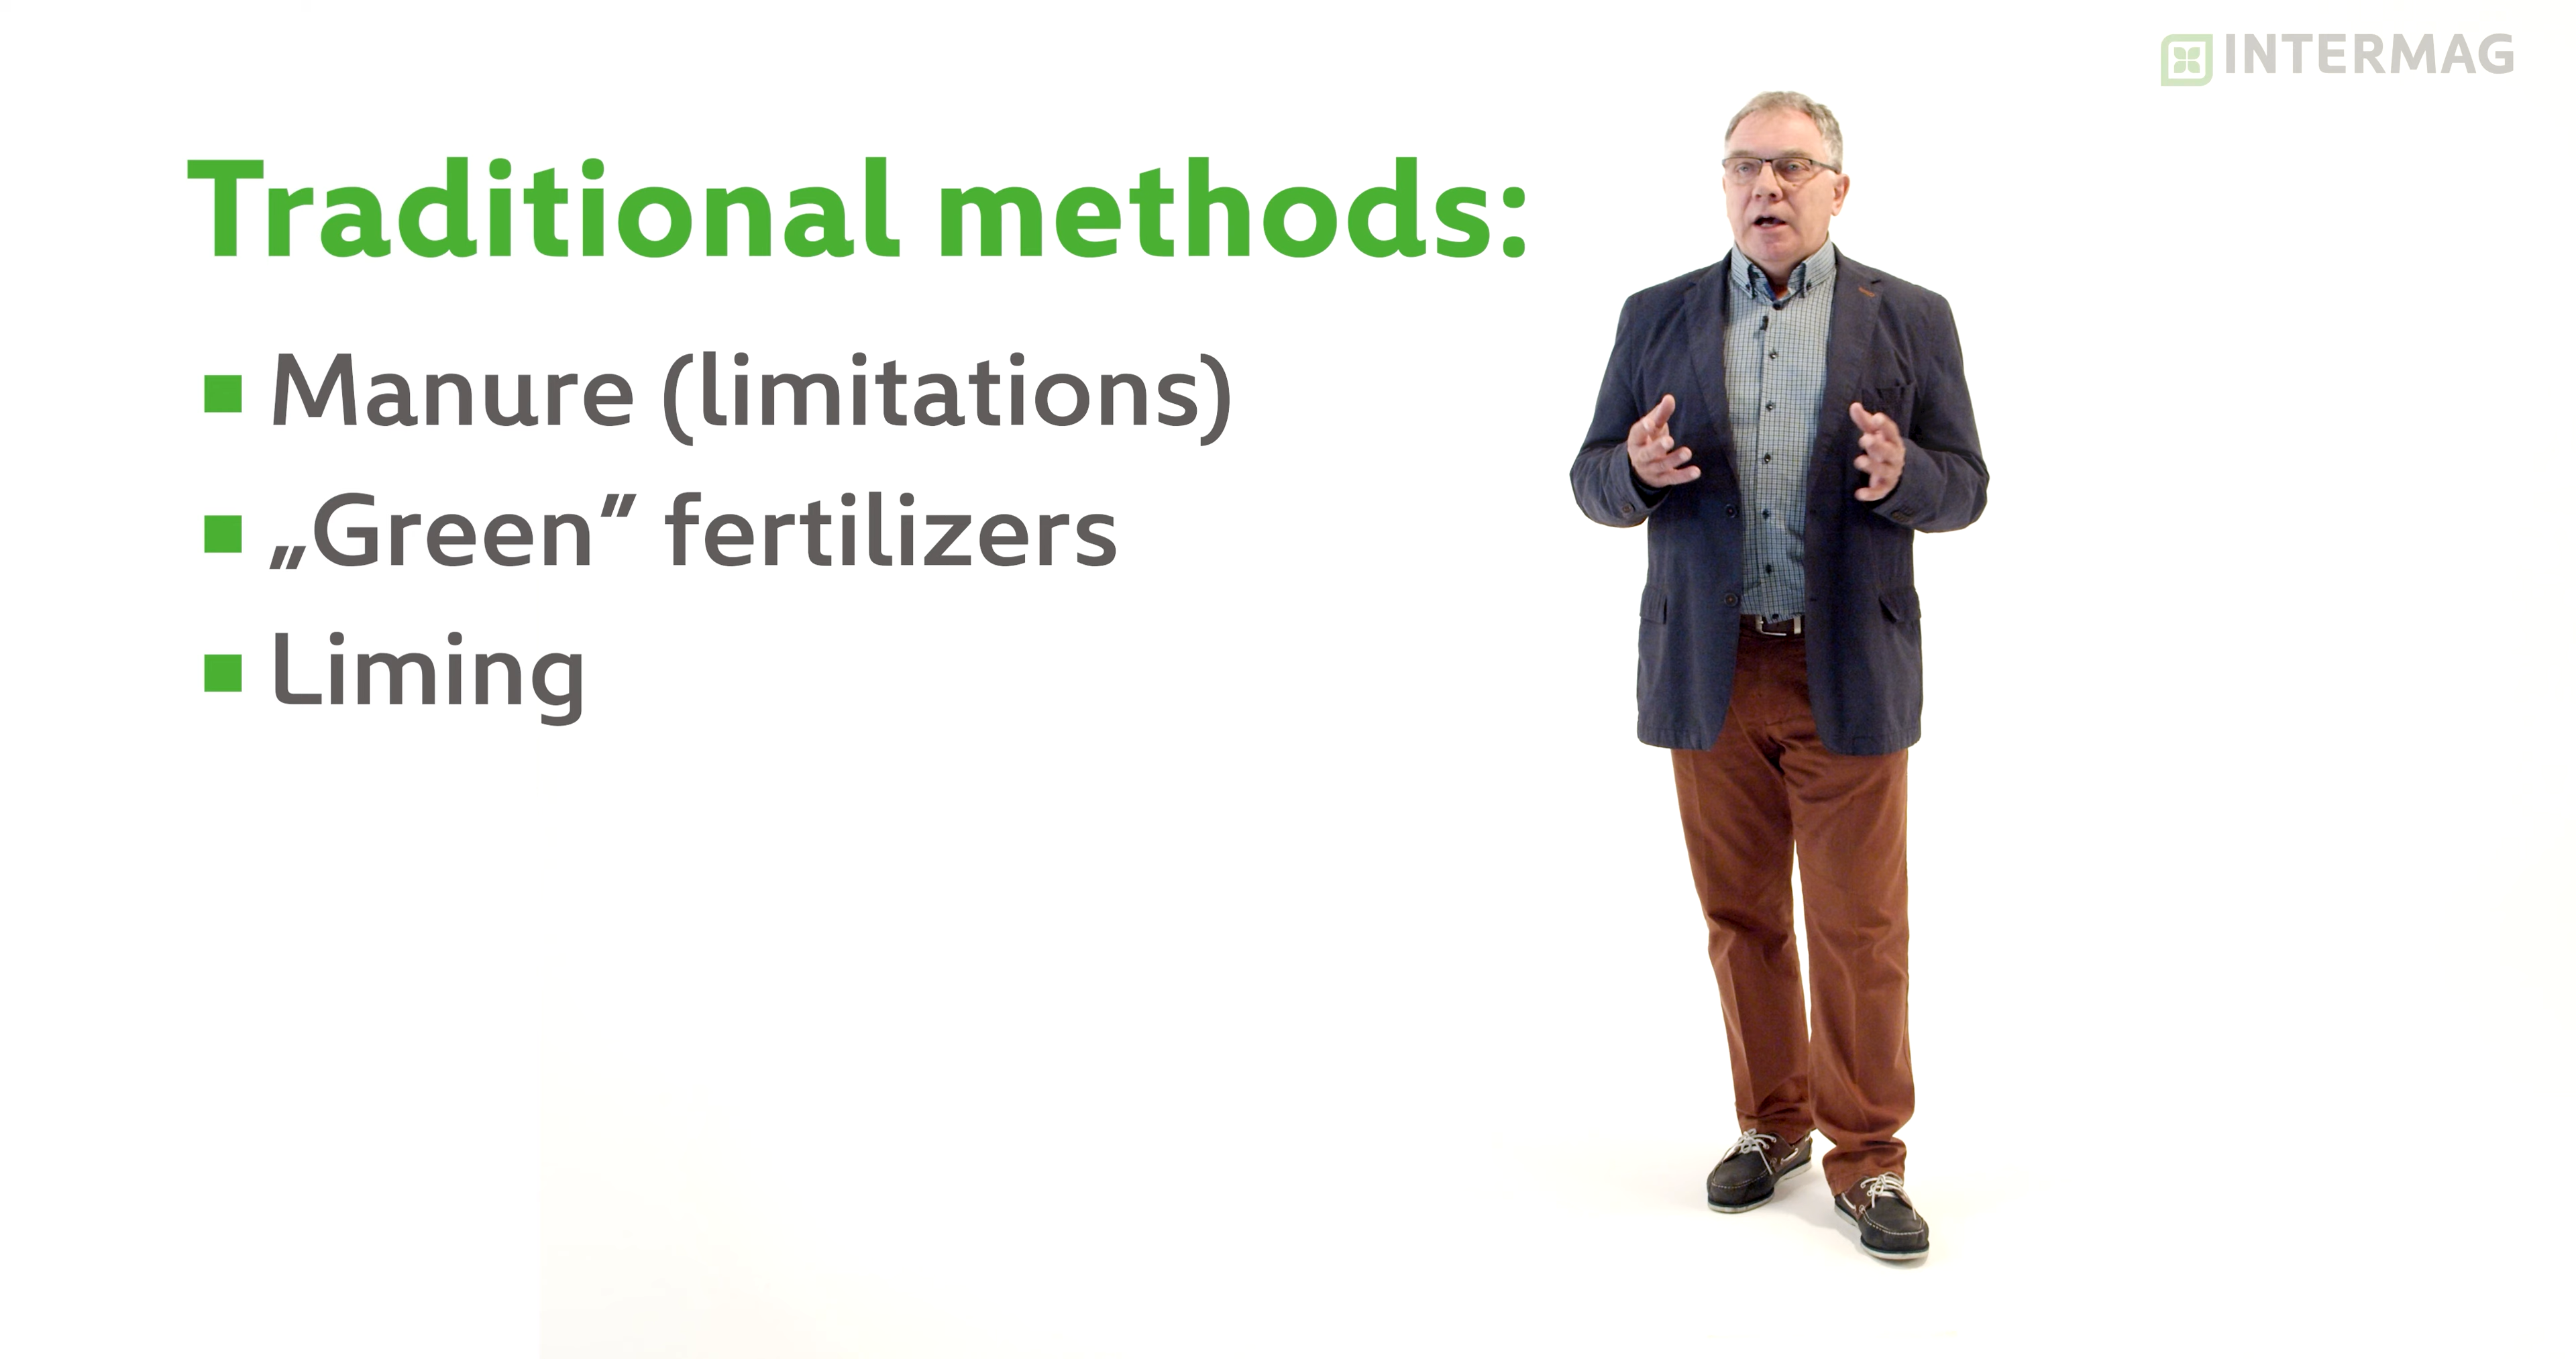 INTERMAG
Traditional methods:
Manure (limitations)
„Green” fertilizers
Liming